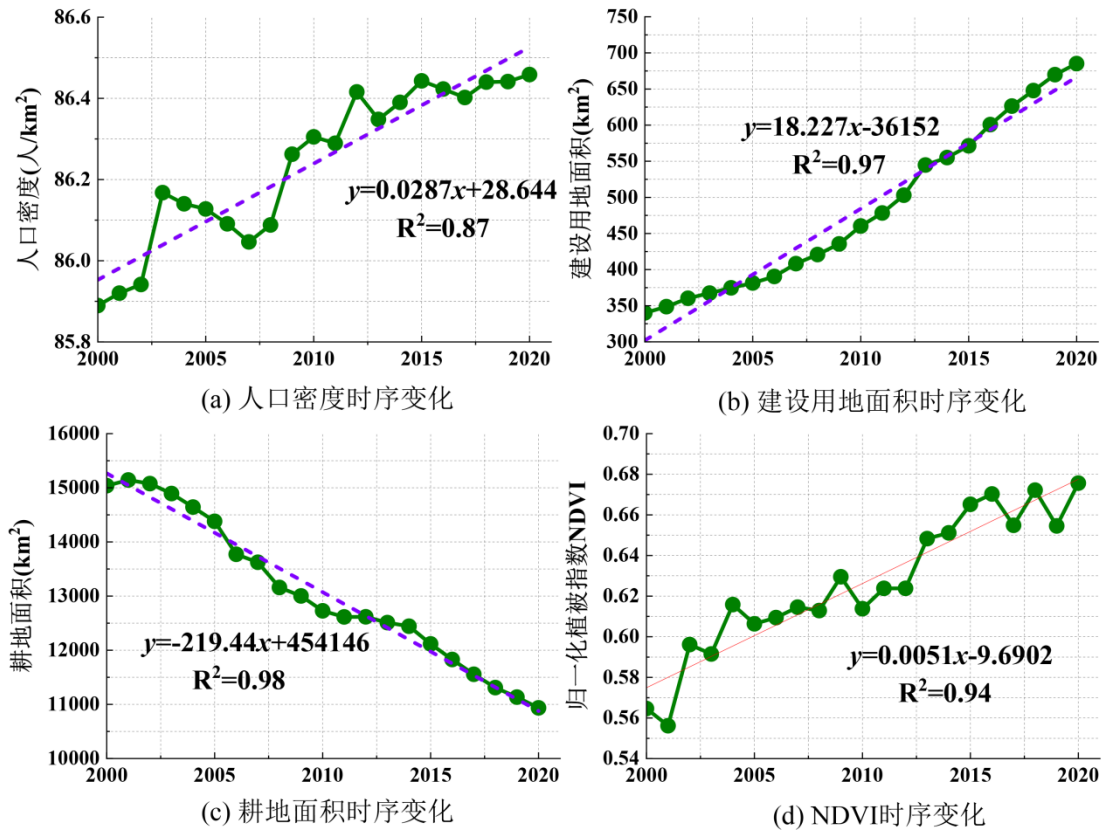 86.6
86.4
86.2
86.0
85.8
人口密度(人/km²)
y=0.0287x+28.644
R²=0.87
2000 2005 2010 2015 2020
(a) 人口密度时序变化
750
700
650
600
550
500
450
400
350
300
建设用地面积(km²)
y=18.227x-36152
R²=0.97
2000 2005 2010 2015 2020
(b) 建设用地面积时序变化
16000
15000
14000
13000
12000
11000
10000
耕地面积(km²)
y=-219.44x+454146
R²=0.98
2000 2005 2010 2015 2020
(c) 耕地面积时序变化
0.70
0.68
0.66
0.64
0.62
0.60
0.58
0.56
0.54
归一化植被指数NDVI
y=0.0051x-9.6902
R²=0.94
2000 2005 2010 2015 2020
(d) NDVI时序变化